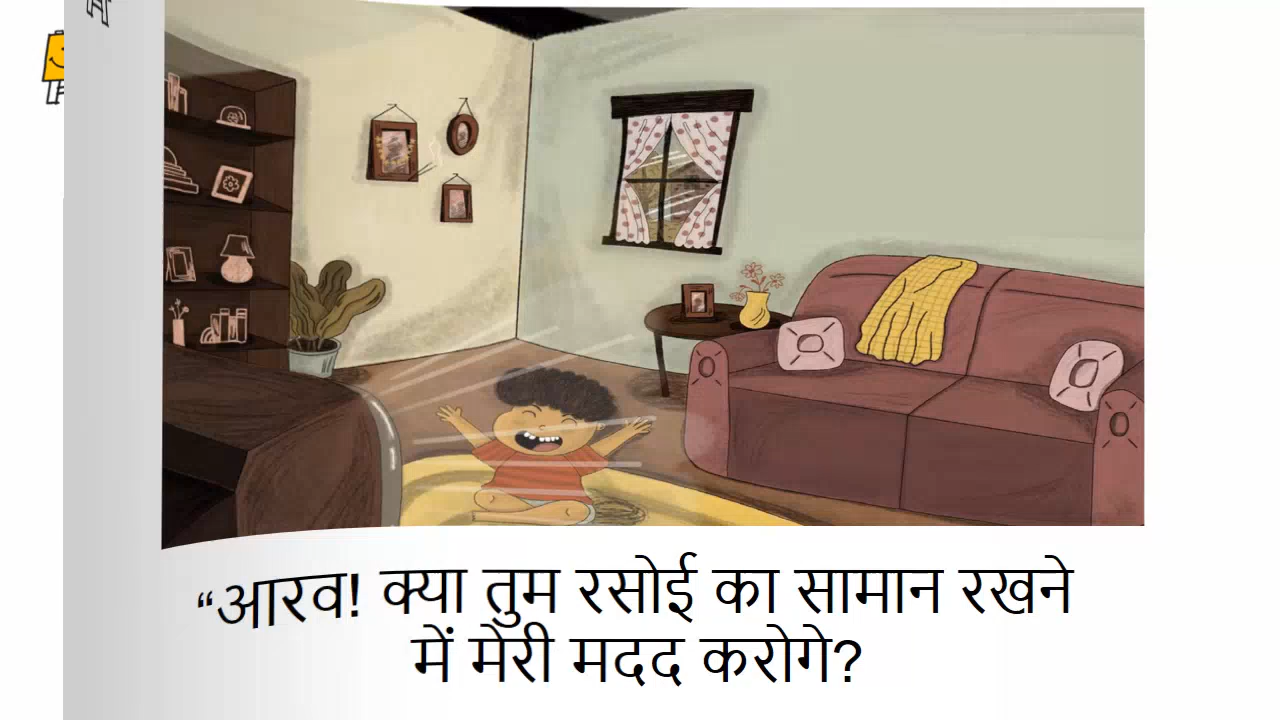 “आरव! क्या तुम रसोई का सामान रखने
में मेरी मदद करोगे?